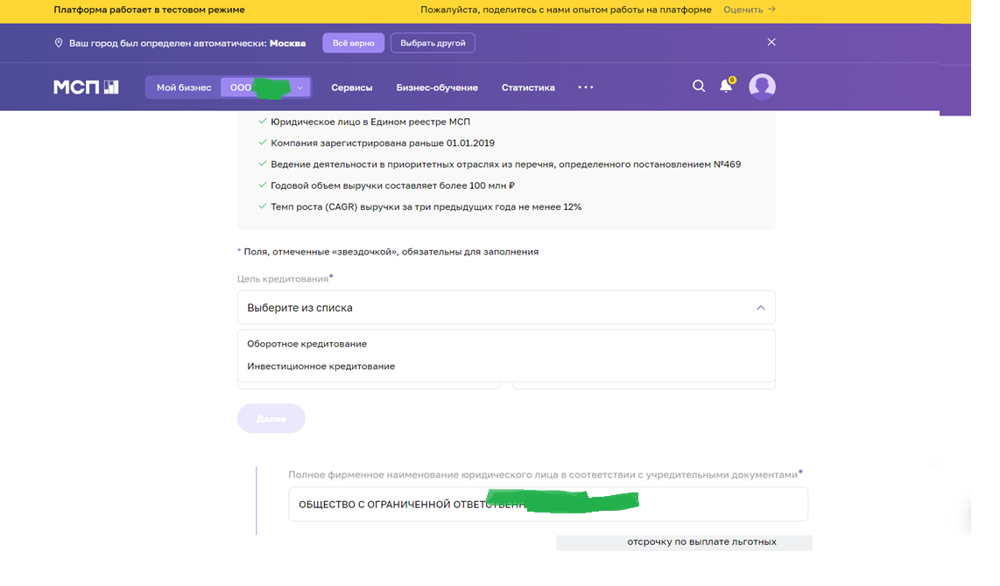 Платформа работает в тестовом режиме
Пожалуйста, поделитесь с нами опытом работы на платформе Оценить →
Ваш город был определен автоматически: Москва Всё верно Выбрать другой
МСП Мой бизнес ООО Сервисы Бизнес-обучение Статистика ••• 0
Юридическое лицо в Едином реестре МСП
Компания зарегистрирована раньше 01.01.2019
Ведение деятельности в приоритетных отраслях из перечня, определенного постановлением №469
Годовой объем выручки составляет более 100 млн ₽
Темп роста (CAGR) выручки за три предыдущих года не менее 12%
* Поля, отмеченные «звездочкой», обязательны для заполнения
Цель кредитования*
Выберите из списка
Оборотное кредитование
Инвестиционное кредитование
Далее
Полное фирменное наименование юридического лица в соответствии с учредительными документами*
ОБЩЕСТВО С ОГРАНИЧЕННОЙ
отсрочку по выплате льготных